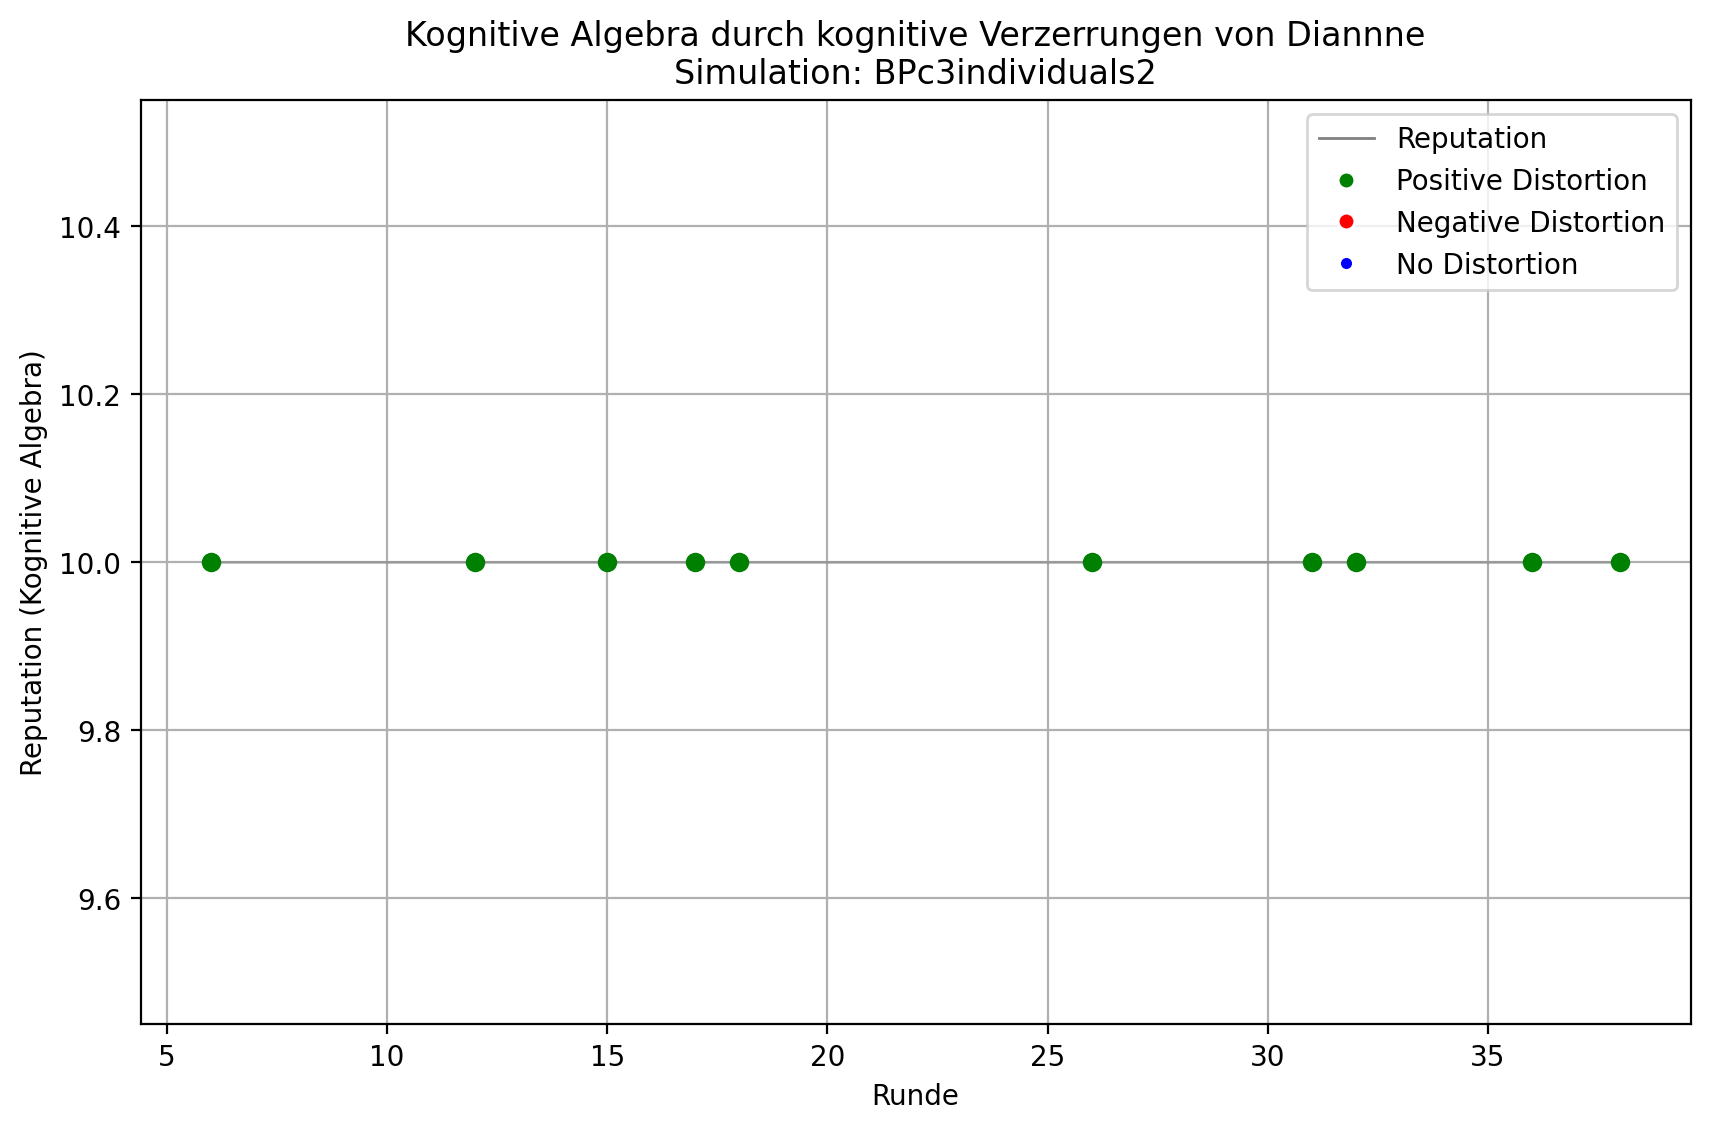 Kognitive Algebra durch kognitive Verzerrungen von Diannne
Simulation: BPc3individuals2
Reputation
Positive Distortion
Negative Distortion
No Distortion
Reputation (Kognitive Algebra)
10.4
10.2
10.0
9.8
9.6
5 10 15 20 25 30 35
Runde